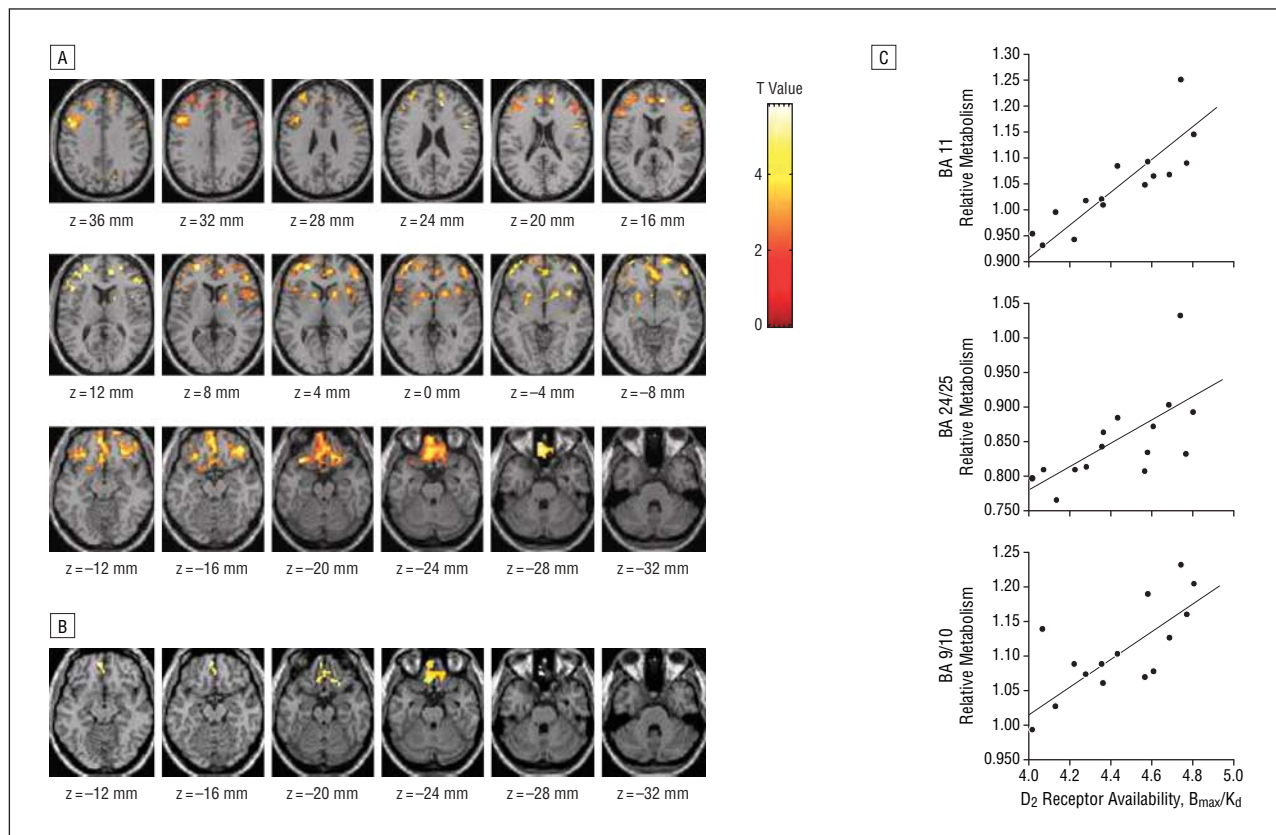 A
T Value
4
2
0
z = 36 mm
z = 32 mm
z = 28 mm
z = 24 mm
z = 20 mm
z = 16 mm
z = 12 mm
z = 8 mm
z = 4 mm
z = 0 mm
z = –4 mm
z = –8 mm
z = –12 mm
z = –16 mm
z = –20 mm
z = –24 mm
z = –28 mm
z = –32 mm
B
z = –12 mm
z = –16 mm
z = –20 mm
z = –24 mm
z = –28 mm
z = –32 mm
C
BA 11
Relative Metabolism
1.30
1.25
1.20
1.15
1.10
1.05
1.00
0.950
0.900
BA 24/25
Relative Metabolism
1.05
1.00
0.950
0.900
0.850
0.800
0.750
BA 9/10
Relative Metabolism
1.25
1.20
1.15
1.10
1.05
1.00
0.950
4.0
4.2
4.4
4.6
4.8
5.0
D2 Receptor Availability, Bmax/Kd